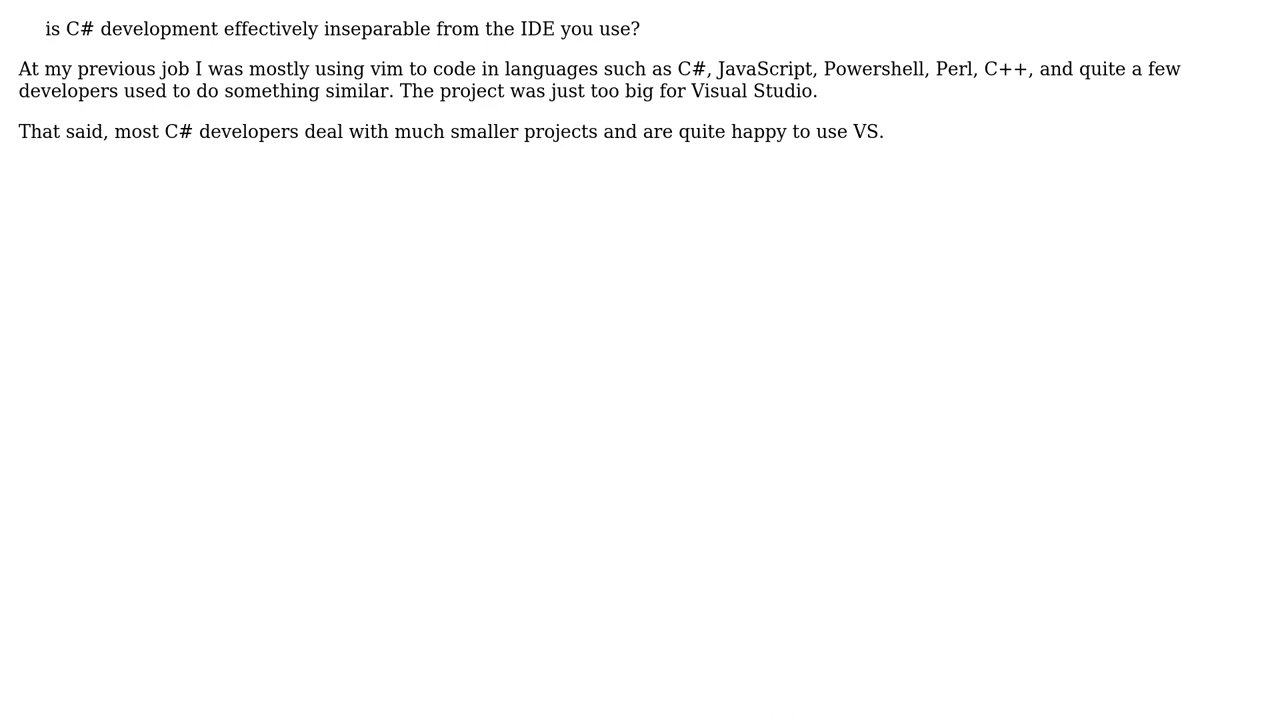 is C# development effectively inseparable from the IDE you use?
At my previous job I was mostly using vim to code in languages such as C#, JavaScript, Powershell, Perl, C++, and quite a few
developers used to do something similar. The project was just too big for Visual Studio.
That said, most C# developers deal with much smaller projects and are quite happy to use VS.